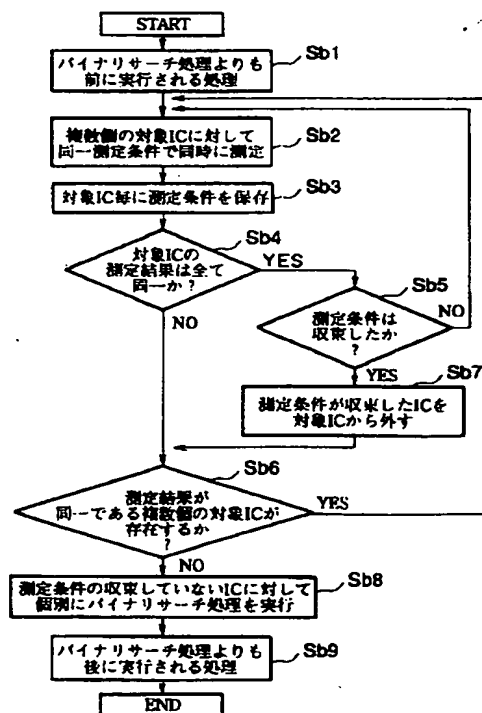 START
Sb1
バイナリサーチ処理よりも
前に実行される処理
Sb2
複数個の対象ICに対して
同一測定条件で同時に測定
Sb3
対象IC毎に測定条件を保存
Sb4
対象ICの
測定結果は全て
同一か?
YES
NO
Sb5
測定条件は
収束したか
?
NO
YES
Sb7
測定条件が収束したICを
対象ICから外す
Sb6
測定結果が
同一である複数個の対象ICが
存在するか
?
YES
NO
Sb8
測定条件の収束していないICに対して
個別にバイナリサーチ処理を実行
Sb9
バイナリサーチ処理よりも
後に実行される処理
END